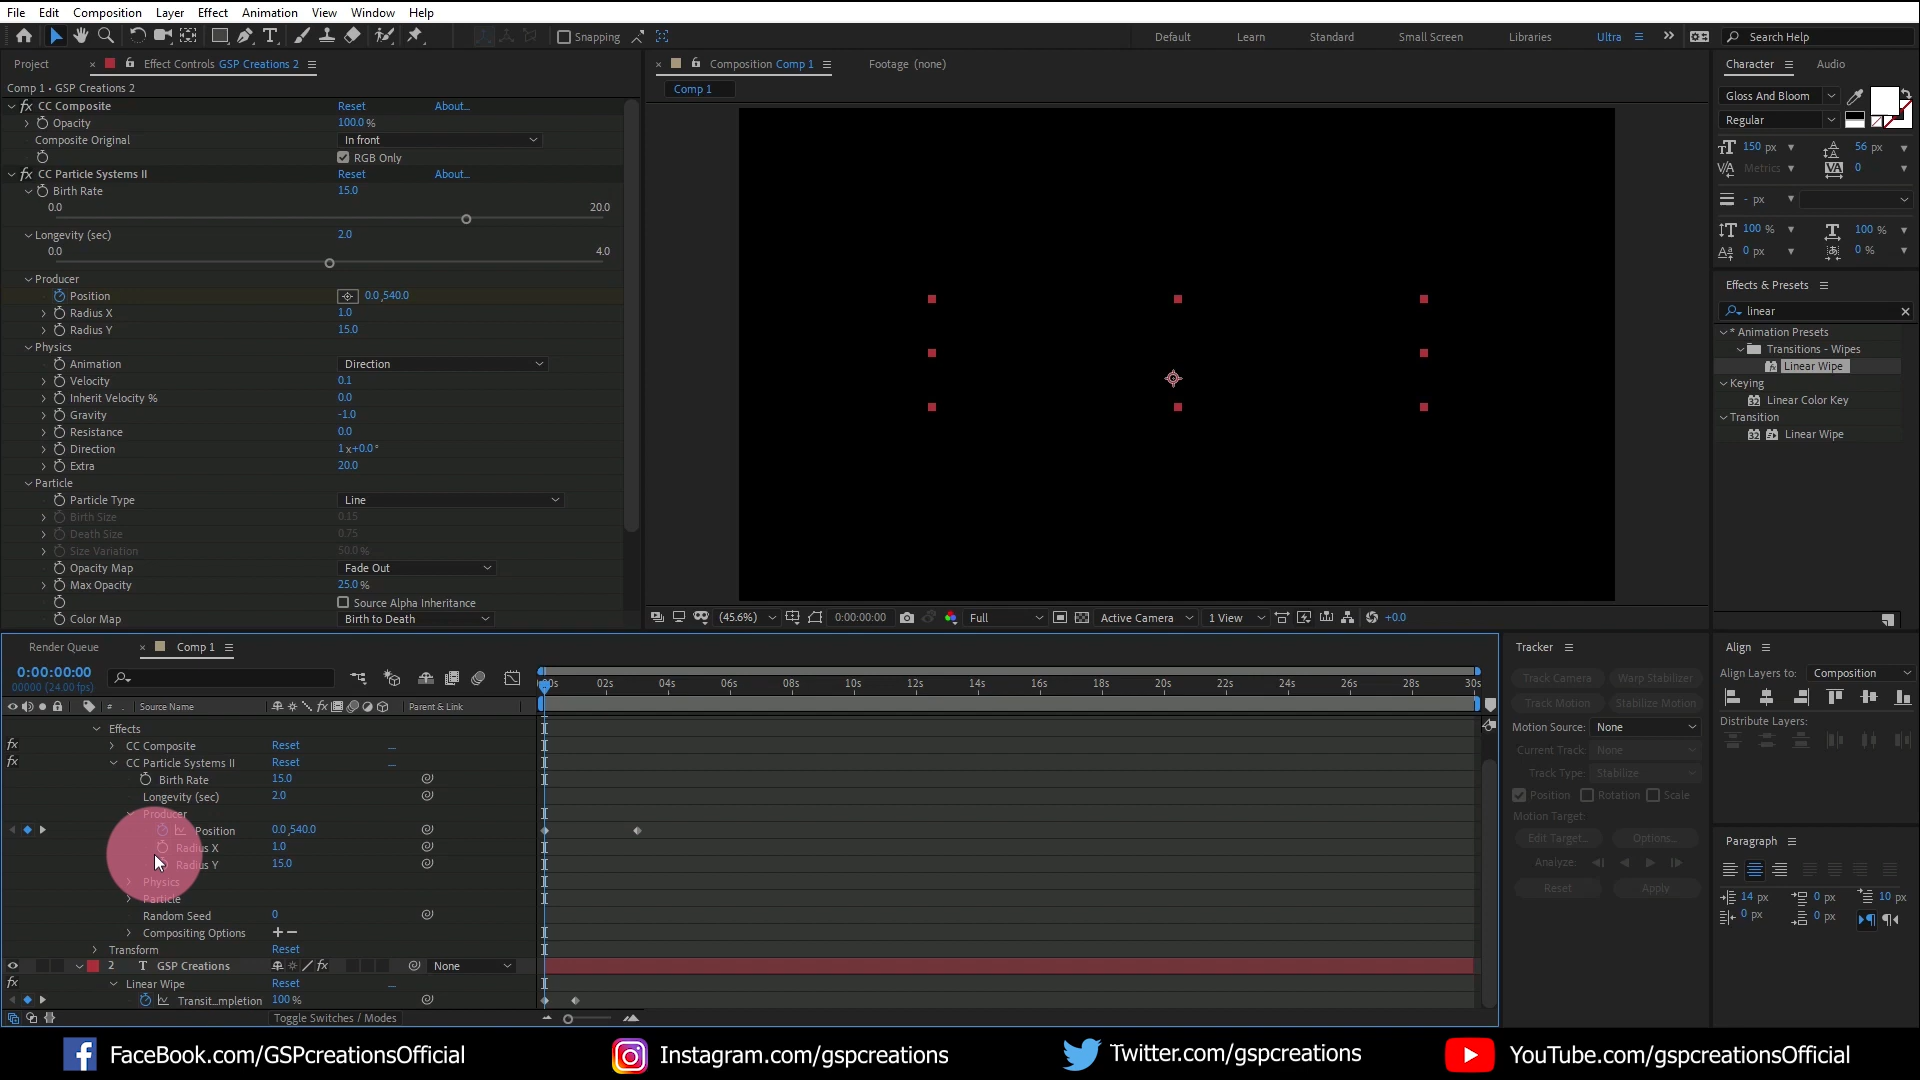 File Edit Composition Layer Effect Animation View Window Help
Snapping
Default Learn Standard Small Screen Libraries Ultra Search Help
Project Effect Controls GSP Creations 2
Comp 1 • GSP Creations 2
CC Composite Reset About...
Opacity 100.0 %
Composite Original In front
RGB Only
CC Particle Systems II Reset About...
Birth Rate 15.0
0.0 20.0
Longevity (sec) 2.0
0.0 4.0
Producer
Position 0.0,540.0
Radius X 1.0
Radius Y 15.0
Physics
Animation Direction
Velocity 0.1
Inherit Velocity % 0.0
Gravity -1.0
Resistance 0.0
Direction 1x+0.0°
Extra 20.0
Particle
Particle Type Line
Birth Size 0.15
Death Size 0.75
Size Variation 50.0 %
Opacity Map Fade Out
Max Opacity 25.0 %
Source Alpha Inheritance
Color Map Birth to Death
Composition Comp 1 Footage (none)
Comp 1
(45.6%) 0:00:00:00 Full Active Camera 1 View +0.0
Character Audio
Gloss And Bloom
Regular
150 px 56 px
Metrics 0
- px
100 % 100 %
0 px 0 %
Effects & Presets
linear
* Animation Presets
Transitions - Wipes
Linear Wipe
Keying
Linear Color Key
Transition
Linear Wipe
Render Queue Comp 1
0:00:00:00
00000 (24.00 fps)
# Source Name Parent & Link
02s 04s 06s 08s 10s 12s 14s 16s 18s 20s 22s 24s 26s 28s 30s
Effects
CC Composite Reset
CC Particle Systems II Reset
Birth Rate 15.0
Longevity (sec) 2.0
Producer
Position 0.0,540.0
Radius X 1.0
Radius Y 15.0
Physics
Particle
Random Seed 0
Compositing Options + −
Transform Reset
2 T GSP Creations None
Linear Wipe Reset
Transit...mpletion 100 %
Toggle Switches / Modes
Tracker
Track Camera Warp Stabilizer
Track Motion Stabilize Motion
Motion Source: None
Current Track: None
Track Type: Stabilize
Position Rotation Scale
Motion Target:
Edit Target... Options...
Analyze:
Reset Apply
Align
Align Layers to: Composition
Distribute Layers:
Paragraph
14 px 0 px 10 px
0 px 0 px
FaceBook.com/GSPcreationsOfficial
Instagram.com/gspcreations
Twitter.com/gspcreations
YouTube.com/gspcreationsOfficial